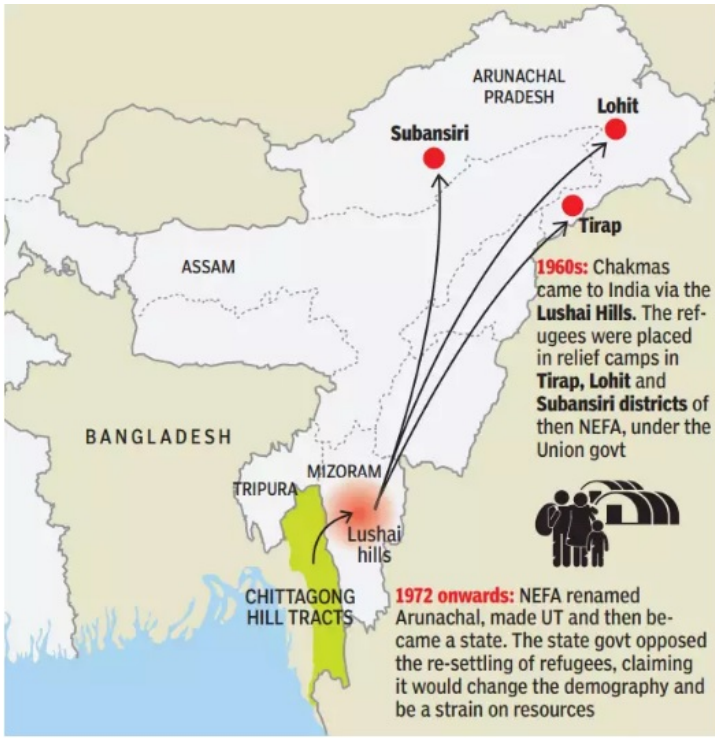 ARUNACHAL
PRADESH
Lohit
Subansiri
Tirap
ASSAM
1960s: Chakmas
came to India via the
Lushai Hills. The ref-
ugees were placed
in relief camps in
Tirap, Lohit and
Subansiri districts of
then NEFA, under the
Union govt
BANGLADESH
MIZORAM
TRIPURA
Lushai
hills
CHITTAGONG
HILL TRACTS
1972 onwards: NEFA renamed
Arunachal, made UT and then be-
came a state. The state govt opposed
the re-settling of refugees, claiming
it would change the demography and
be a strain on resources